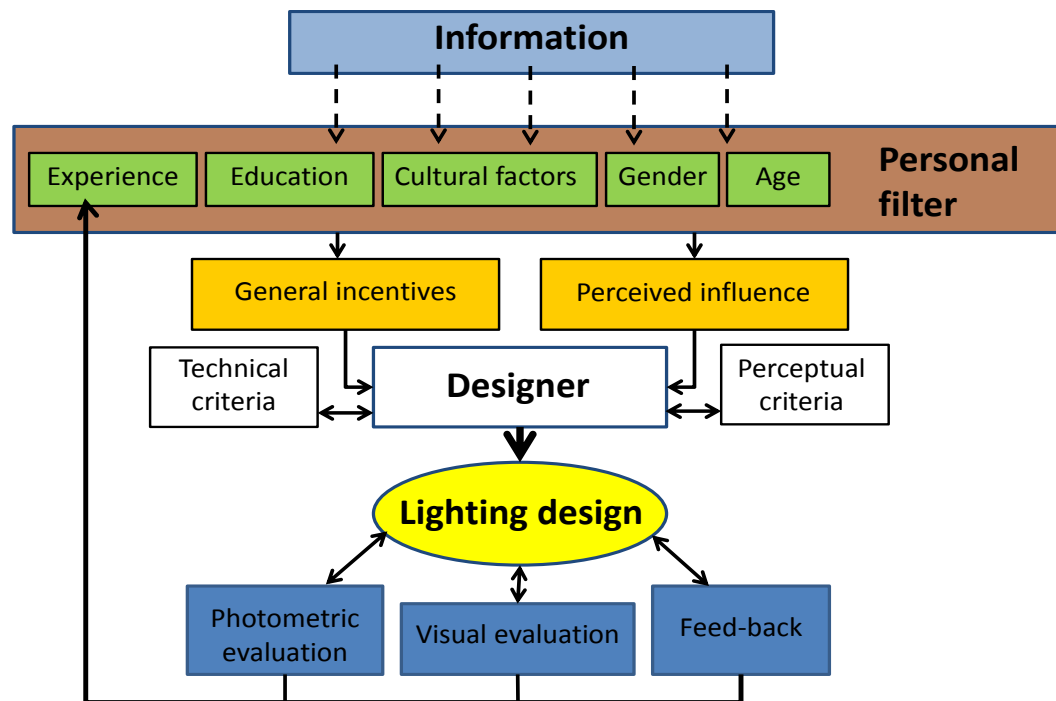 Information
Experience
Education
Cultural factors
Gender
Age
Personal
filter
General incentives
Perceived influence
Technical
criteria
Designer
Perceptual
criteria
Lighting design
Photometric
evaluation
Visual evaluation
Feed-back